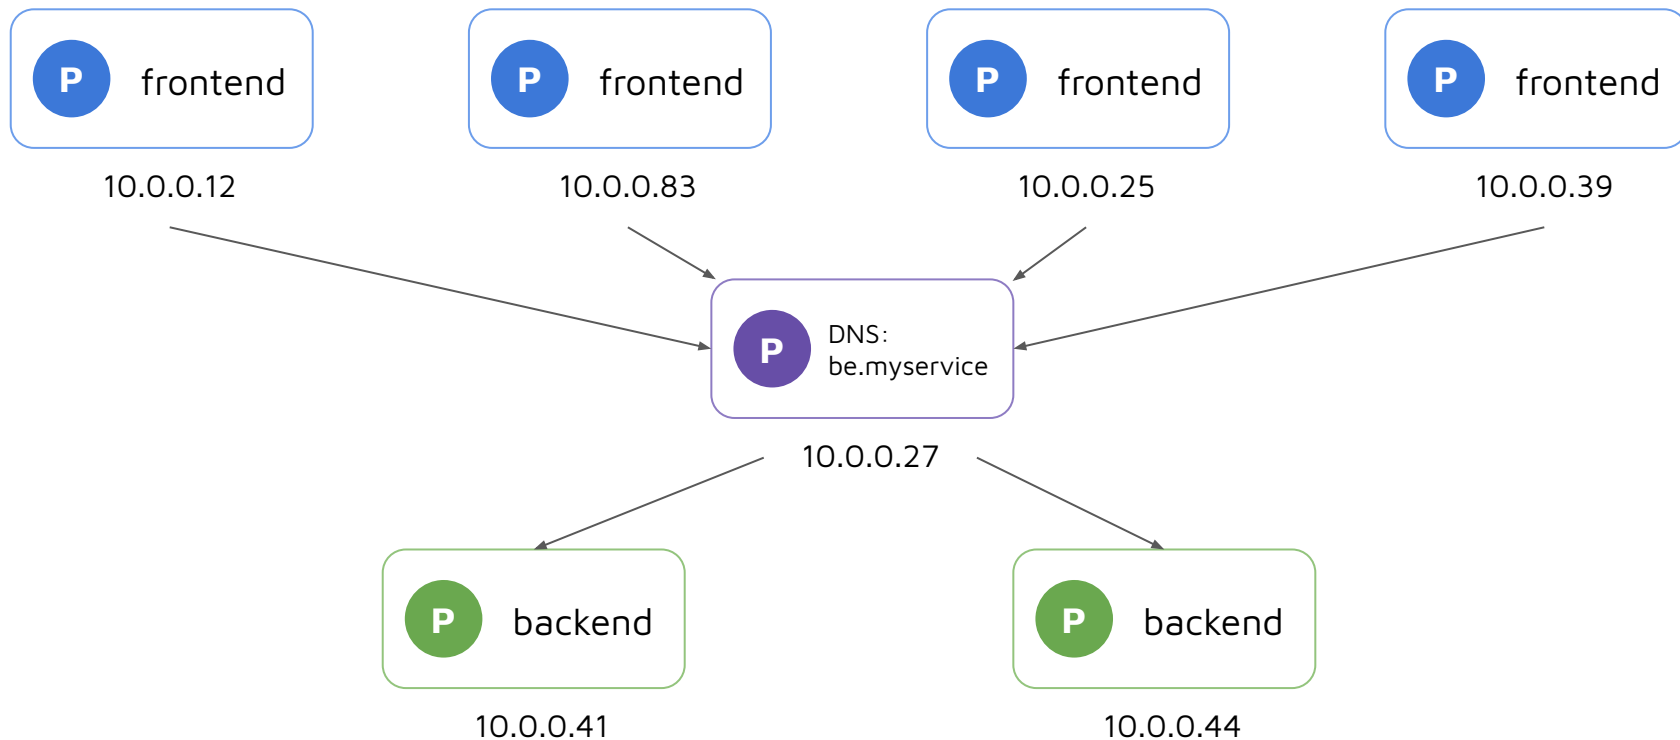 P frontend
P frontend
P frontend
P frontend
10.0.0.12
10.0.0.83
10.0.0.25
10.0.0.39
P
DNS:
be.myservice
10.0.0.27
P backend
P backend
10.0.0.41
10.0.0.44